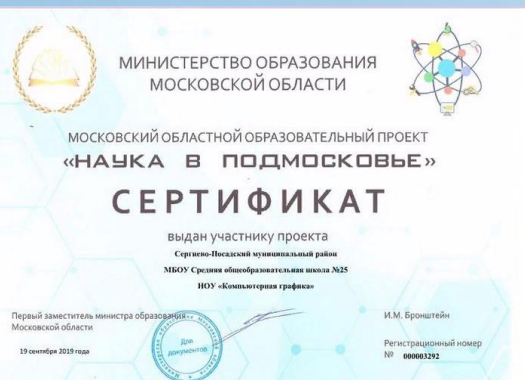 МИНИСТЕРСТВО ОБРАЗОВАНИЯ
МОСКОВСКОЙ ОБЛАСТИ
МОСКОВСКИЙ ОБЛАСТНОЙ ОБРАЗОВАТЕЛЬНЫЙ ПРОЕКТ
«НАУКА В ПОДМОСКОВЬЕ»
СЕРТИФИКАТ
выдан участнику проекта
Сергиево-Посадский муниципальный район
МБОУ Средняя общеобразовательная школа №25
НОУ «Компьютерная графика»
Первый заместитель министра образования
Московской области
И.М. Бронштейн
Для
документов
19 сентября 2019 года
Регистрационный номер
№ 000003292